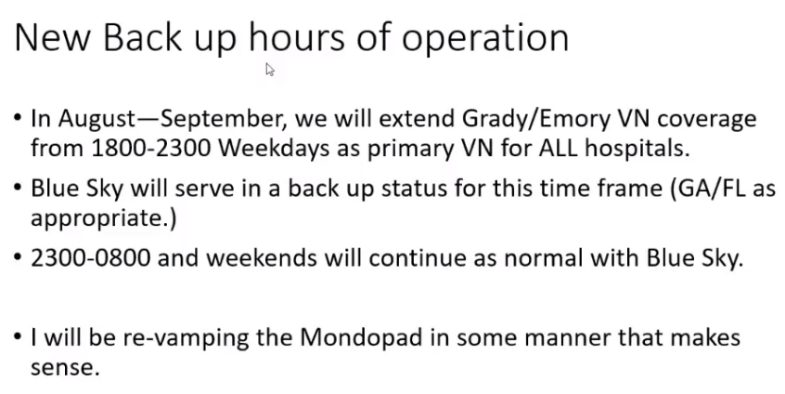 New Back up hours of operation
• In August—September, we will extend Grady/Emory VN coverage
from 1800-2300 Weekdays as primary VN for ALL hospitals.
• Blue Sky will serve in a back up status for this time frame (GA/FL as
appropriate.)
• 2300-0800 and weekends will continue as normal with Blue Sky.
• I will be re-vamping the Mondopad in some manner that makes
sense.